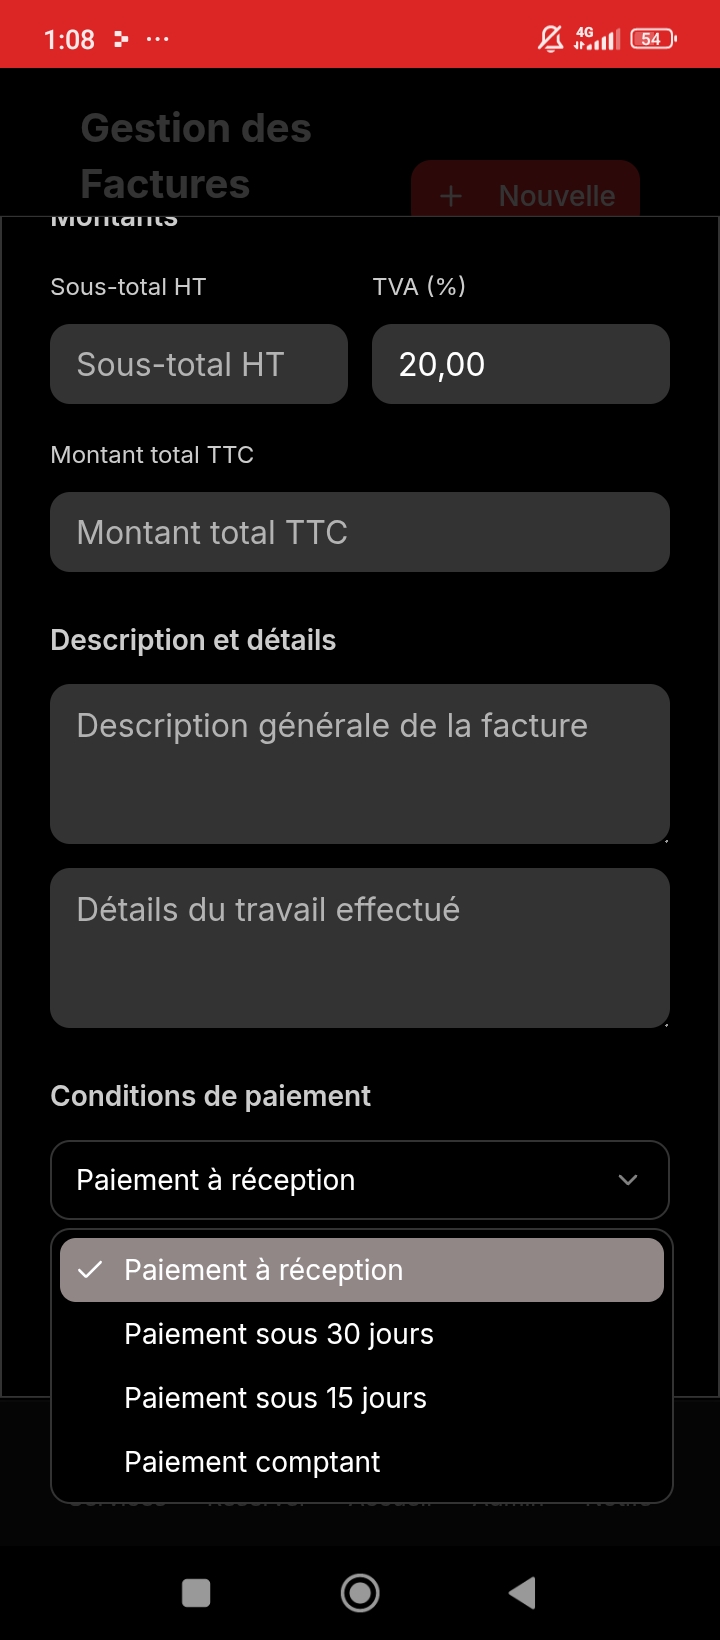 1:08
4G
54
Gestion des
Factures
Nouvelle
Montants
Sous-total HT
TVA (%)
Sous-total HT
20,00
Montant total TTC
Montant total TTC
Description et détails
Description générale de la facture
Détails du travail effectué
Conditions de paiement
Paiement à réception
Paiement à réception
Paiement sous 30 jours
Paiement sous 15 jours
Paiement comptant